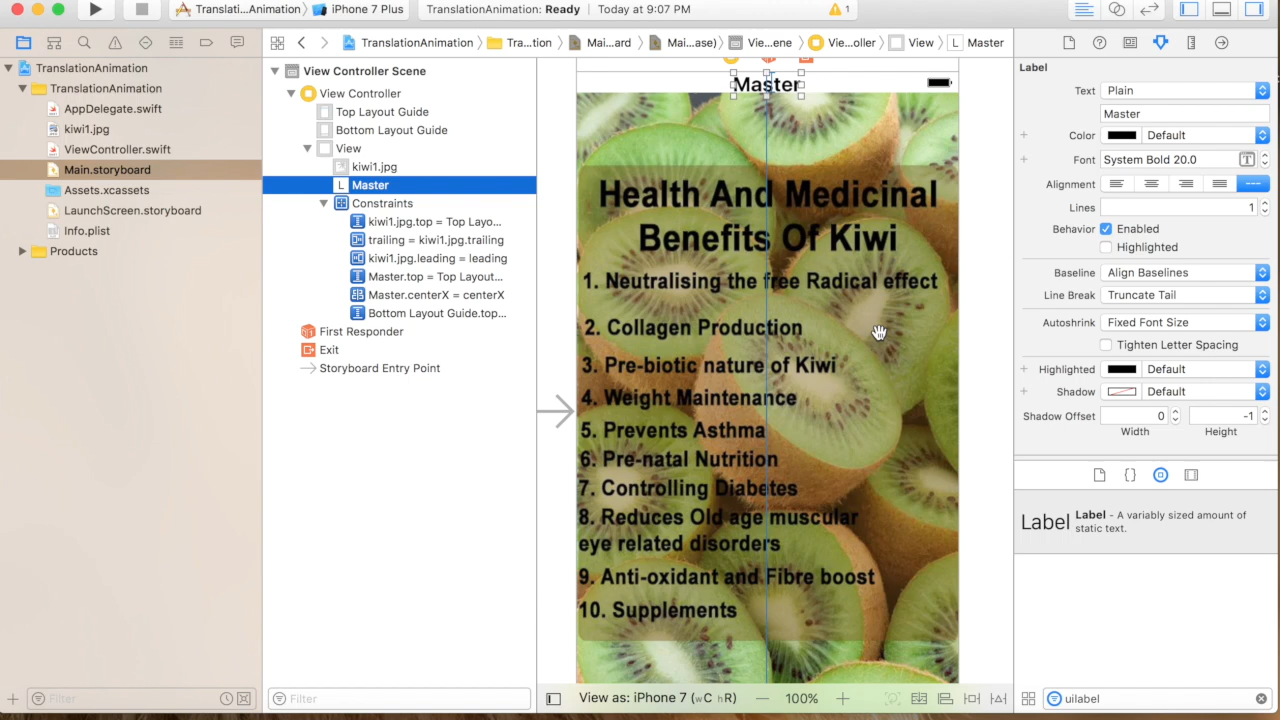 Translati...Animation
iPhone 7 Plus
TranslationAnimation: Ready | Today at 9:07 PM
1
TranslationAnimation
Tra...tion
Mai...ard
Mai...ase)
Vie...ene
Vie...oller
View
L Master
TranslationAnimation
TranslationAnimation
AppDelegate.swift
kiwi1.jpg
ViewController.swift
Main.storyboard
Assets.xcassets
LaunchScreen.storyboard
Info.plist
Products
Filter
View Controller Scene
View Controller
Top Layout Guide
Bottom Layout Guide
View
kiwi1.jpg
L Master
Constraints
kiwi1.jpg.top = Top Layo...
trailing = kiwi1.jpg.trailing
kiwi1.jpg.leading = leading
Master.top = Top Layout...
Master.centerX = centerX
Bottom Layout Guide.top...
First Responder
Exit
Storyboard Entry Point
Filter
Master
Health And Medicinal
Benefits Of Kiwi
1. Neutralising the free Radical effect
2. Collagen Production
3. Pre-biotic nature of Kiwi
4. Weight Maintenance
5. Prevents Asthma
6. Pre-natal Nutrition
7. Controlling Diabetes
8. Reduces Old age muscular
eye related disorders
9. Anti-oxidant and Fibre boost
10. Supplements
View as: iPhone 7 (wC hR)
100%
Label
Text Plain
Master
Color Default
Font System Bold 20.0
Alignment
Lines 1
Behavior Enabled
Highlighted
Baseline Align Baselines
Line Break Truncate Tail
Autoshrink Fixed Font Size
Tighten Letter Spacing
Highlighted Default
Shadow Default
Shadow Offset 0 -1
Width Height
Label Label - A variably sized amount of
static text.
uilabel